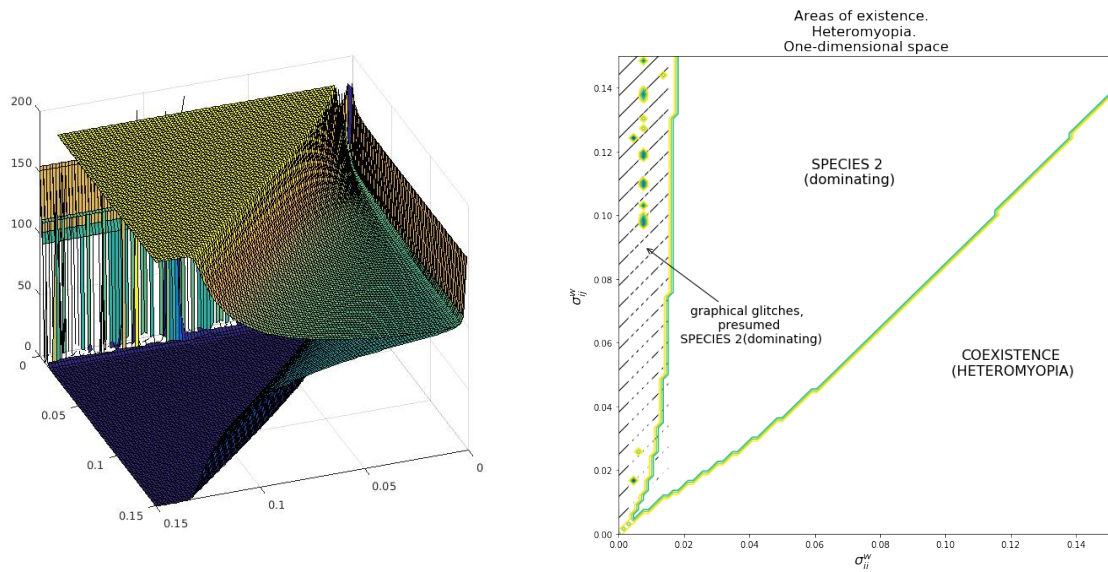 200
150
100
50
0
0
0.05
0.1
0.15
0.15
0.1
0.05
0
Areas of existence.
Heteromyopia.
One-dimensional space
0.14
0.12
0.10
0.08
0.06
0.04
0.02
0.00
σ_ij^w
SPECIES 2
(dominating)
graphical glitches,
presumed
SPECIES 2(dominating)
COEXISTENCE
(HETEROMYOPIA)
0.00
0.02
0.04
0.06
0.08
0.10
0.12
0.14
σ_ii^w